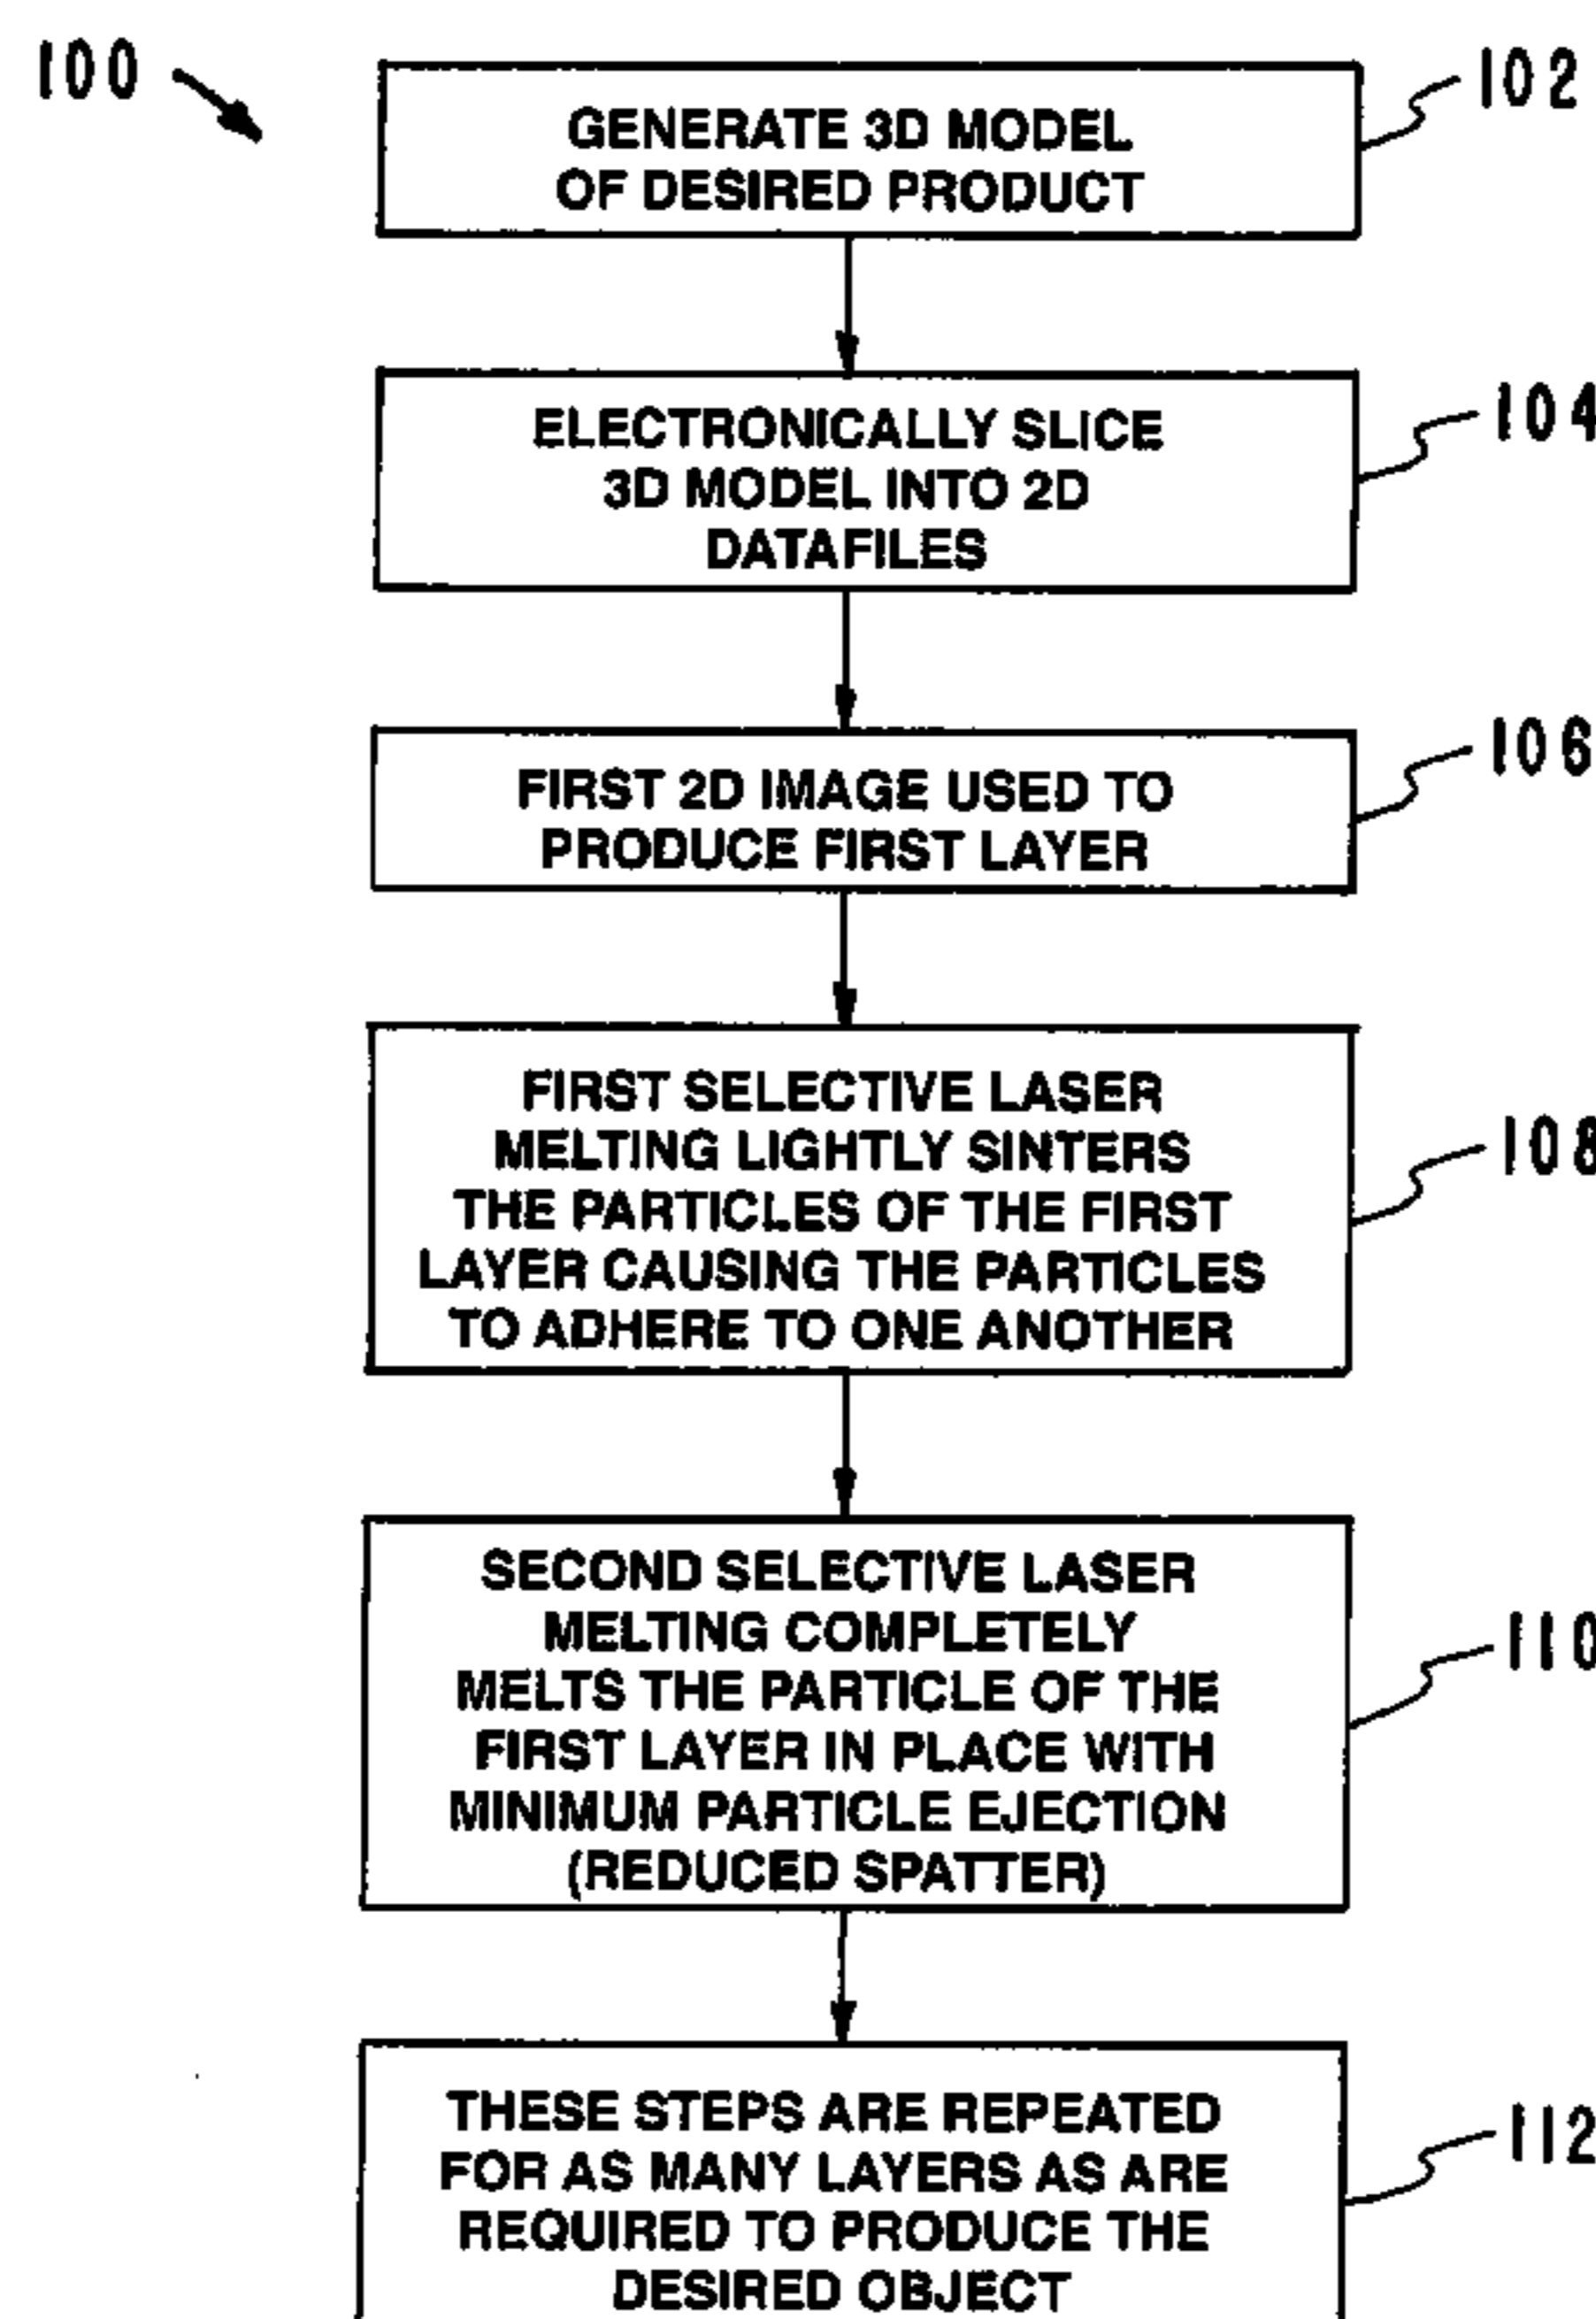 100
102
GENERATE 3D MODEL
OF DESIRED PRODUCT
104
ELECTRONICALLY SLICE
3D MODEL INTO 2D
DATAFILES
106
FIRST 2D IMAGE USED TO
PRODUCE FIRST LAYER
108
FIRST SELECTIVE LASER
MELTING LIGHTLY SINTERS
THE PARTICLES OF THE FIRST
LAYER CAUSING THE PARTICLES
TO ADHERE TO ONE ANOTHER
110
SECOND SELECTIVE LASER
MELTING COMPLETELY
MELTS THE PARTICLE OF THE
FIRST LAYER IN PLACE WITH
MINIMUM PARTICLE EJECTION
(REDUCED SPATTER)
112
THESE STEPS ARE REPEATED
FOR AS MANY LAYERS AS ARE
REQUIRED TO PRODUCE THE
DESIRED OBJECT